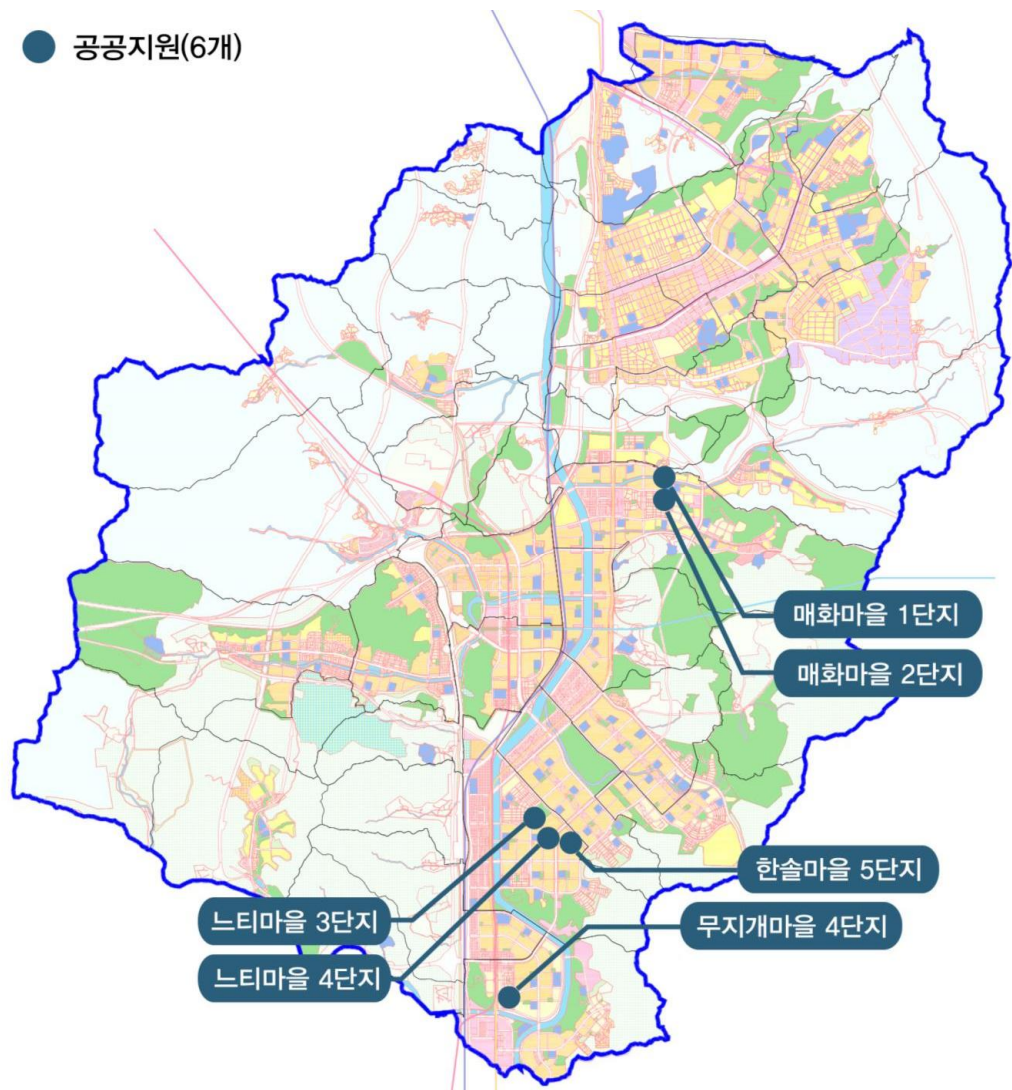 공공지원(6개)
매화마을 1단지
매화마을 2단지
한솔마을 5단지
느티마을 3단지
무지개마을 4단지
느티마을 4단지